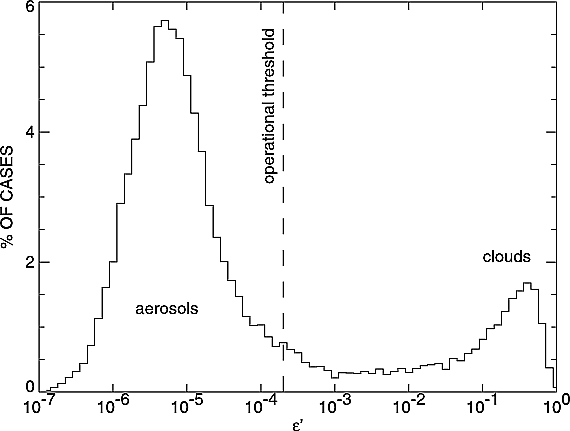 6
4
2
0
% OF CASES
operational threshold
aerosols
clouds
10⁻⁷ 10⁻⁶ 10⁻⁵ 10⁻⁴ 10⁻³ 10⁻² 10⁻¹ 10⁰
ε'